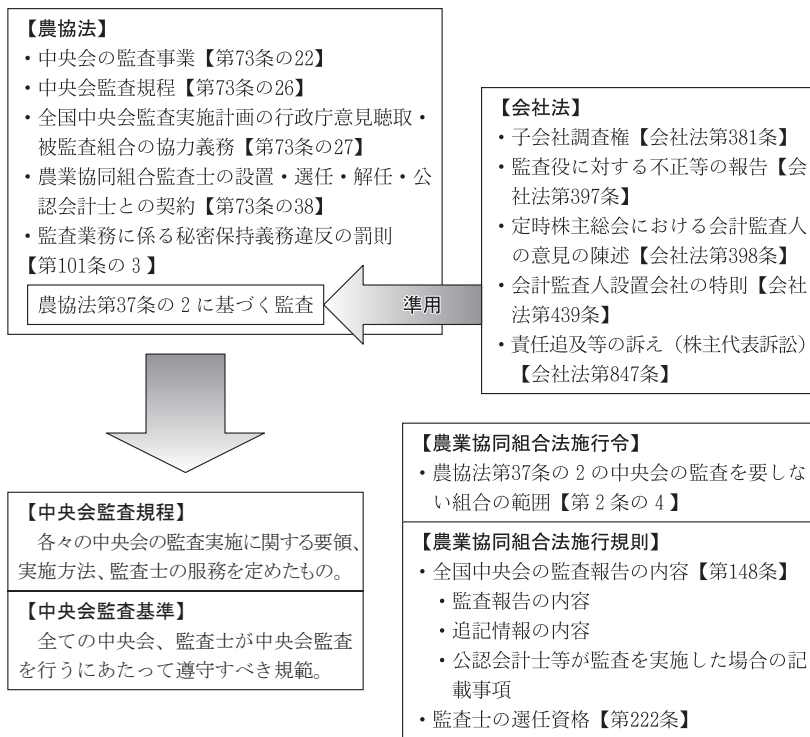 【農協法】
・中央会の監査事業【第73条の22】
・中央会監査規程【第73条の26】
・全国中央会監査実施計画の行政庁意見聴取・
被監査組合の協力義務【第73条の27】
・農業協同組合監査士の設置・選任・解任・公
認会計士との契約【第73条の38】
・監査業務に係る秘密保持義務違反の罰則
【第101条の3】
農協法第37条の2に基づく監査
準用
【会社法】
・子会社調査権【会社法第381条】
・監査役に対する不正等の報告【会
社法第397条】
・定時株主総会における会計監査人
の意見の陳述【会社法第398条】
・会計監査人設置会社の特則【会社
法第439条】
・責任追及等の訴え（株主代表訴訟）
【会社法第847条】
【中央会監査規程】
各々の中央会の監査実施に関する要領、
実施方法、監査士の服務を定めたもの。
【中央会監査基準】
全ての中央会、監査士が中央会監査
を行うにあたって遵守すべき規範。
【農業協同組合法施行令】
・農協法第37条の2の中央会の監査を要しな
い組合の範囲【第2条の4】
【農業協同組合法施行規則】
・全国中央会の監査報告の内容【第148条】
・監査報告の内容
・追記情報の内容
・公認会計士等が監査を実施した場合の記
載事項
・監査士の選任資格【第222条】